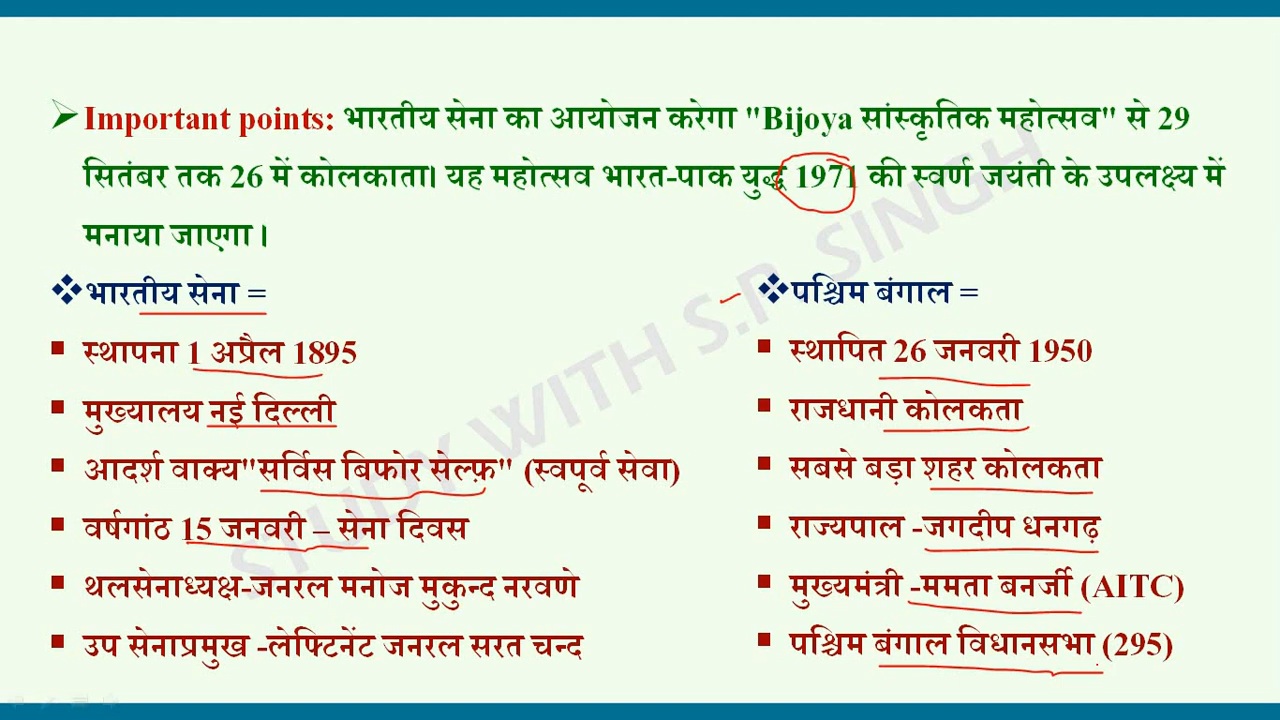 Important points: भारतीय सेना का आयोजन करेगा "Bijoya सांस्कृतिक महोत्सव" से 29
सितंबर तक 26 में कोलकाता। यह महोत्सव भारत-पाक युद्ध 1971 की स्वर्ण जयंती के उपलक्ष्य में
मनाया जाएगा।
भारतीय सेना =
स्थापना 1 अप्रैल 1895
मुख्यालय नई दिल्ली
आदर्श वाक्य"सर्विस बिफोर सेल्फ़" (स्वपूर्व सेवा)
वर्षगांठ 15 जनवरी – सेना दिवस
थलसेनाध्यक्ष-जनरल मनोज मुकुन्द नरवणे
उप सेनाप्रमुख -लेफ्टिनेंट जनरल सरत चन्द
पश्चिम बंगाल =
स्थापित 26 जनवरी 1950
राजधानी कोलकता
सबसे बड़ा शहर कोलकता
राज्यपाल -जगदीप धनगढ़
मुख्यमंत्री -ममता बनर्जी (AITC)
पश्चिम बंगाल विधानसभा (295)
STUDY WITH S.P. SINGH